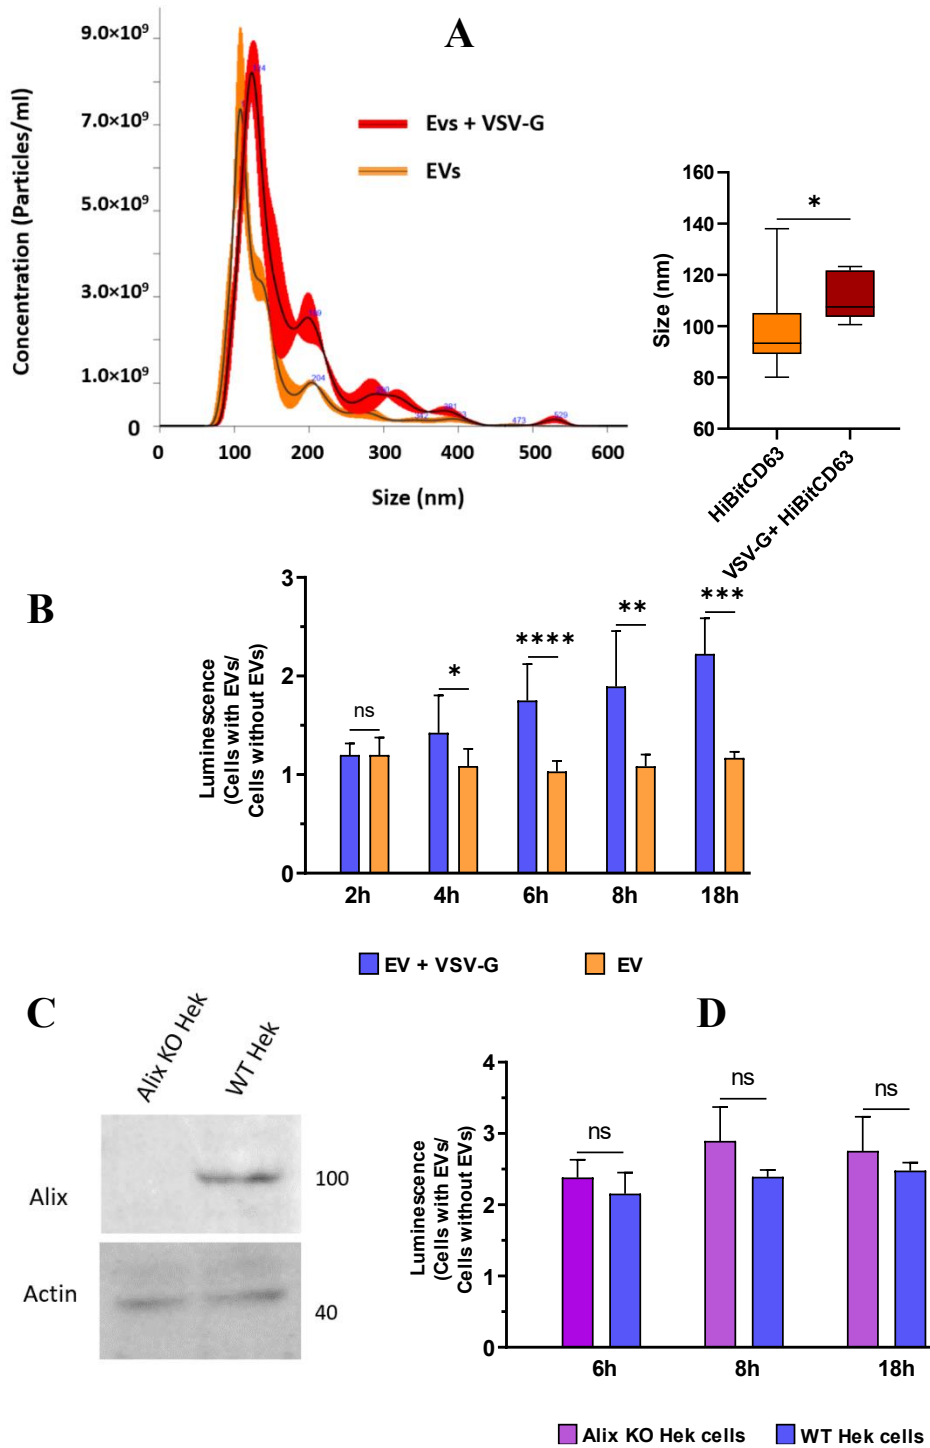 A
9.0×10⁹
7.0×10⁹
5.0×10⁹
3.0×10⁹
1.0×10⁹
0
Concentration (Particles/ml)
Evs + VSV-G
EVs
204
473
529
0 100 200 300 400 500 600
Size (nm)
160
140
120
100
80
60
Size (nm)
*
HiBitCD63
VSV-G+ HiBitCD63
B
3
2
1
0
Luminescence
(Cells with EVs/
Cells without EVs)
ns
*
****
**
***
2h 4h 6h 8h 18h
EV + VSV-G EV
C
Alix KO Hek
WT Hek
Alix
100
Actin
40
D
4
3
2
1
0
Luminescence
(Cells with EVs/
Cells without EVs)
ns
ns
ns
6h 8h 18h
Alix KO Hek cells WT Hek cells